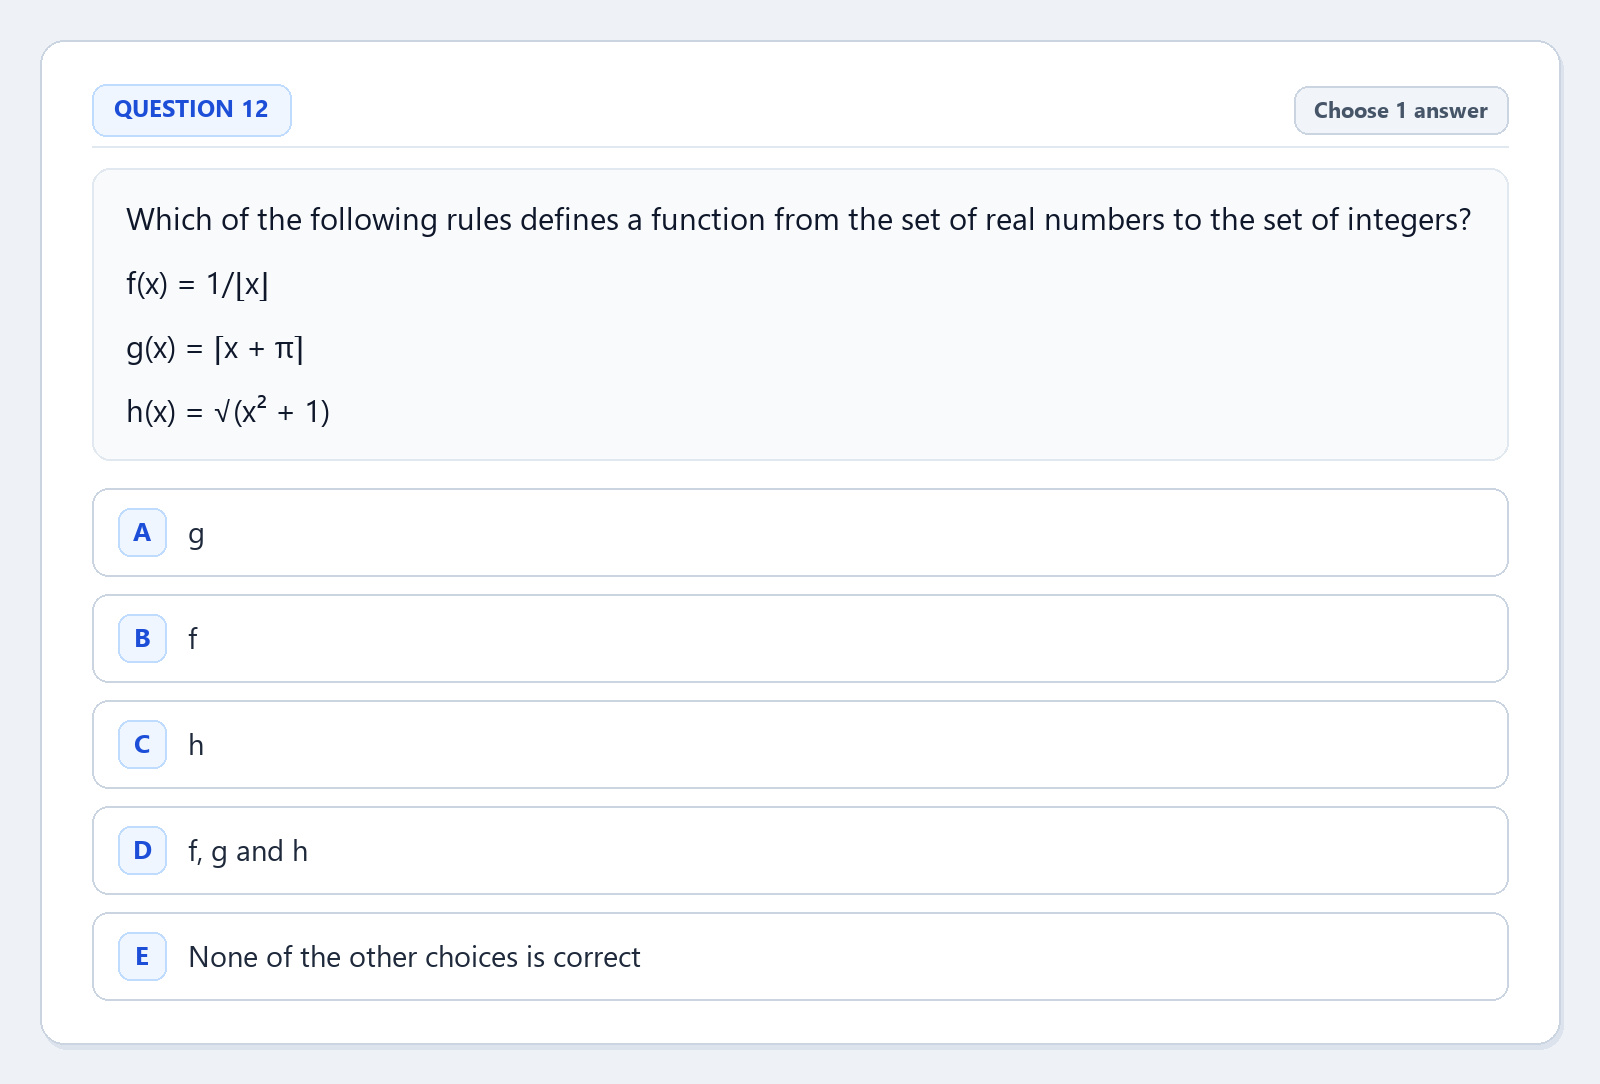 QUESTION 12
Choose 1 answer
Which of the following rules defines a function from the set of real numbers to the set of integers?
f(x) = 1/⌊x⌋
g(x) = ⌈x + π⌉
h(x) = √(x² + 1)
A g
B f
C h
D f, g and h
E None of the other choices is correct